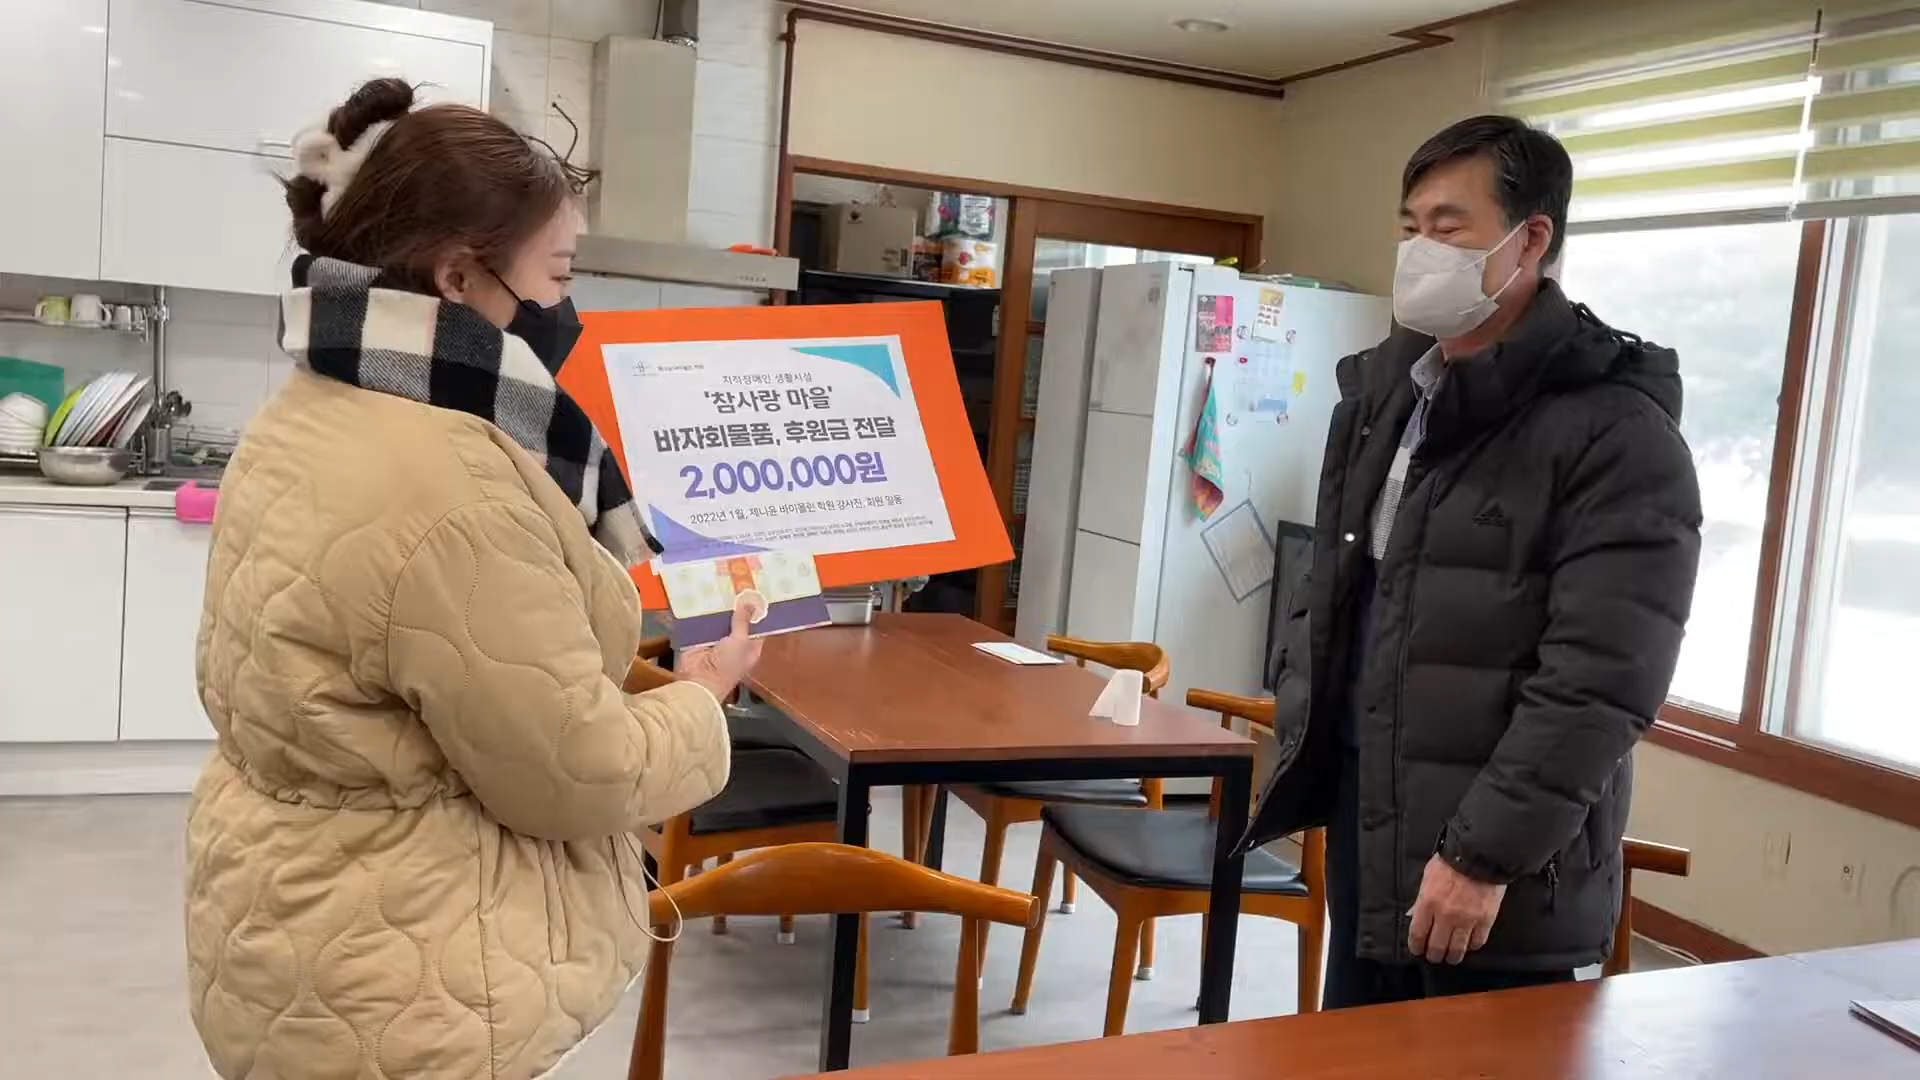 지적장애인 생활시설
'참사랑 마을'
바자회물품, 후원금 전달
2,000,000원
2022년 1월, 제나윤 바이올린 학원 강사진, 회원 일동